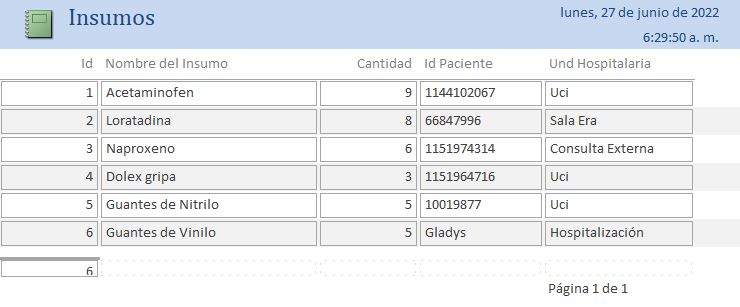 Insumos
lunes, 27 de junio de 2022
6:29:50 a. m.
Id Nombre del Insumo Cantidad Id Paciente Und Hospitalaria
1 Acetaminofen 9 1144102067 Uci
2 Loratadina 8 66847996 Sala Era
3 Naproxeno 6 1151974314 Consulta Externa
4 Dolex gripa 3 1151964716 Uci
5 Guantes de Nitrilo 5 10019877 Uci
6 Guantes de Vinilo 5 Gladys Hospitalización
6
Página 1 de 1